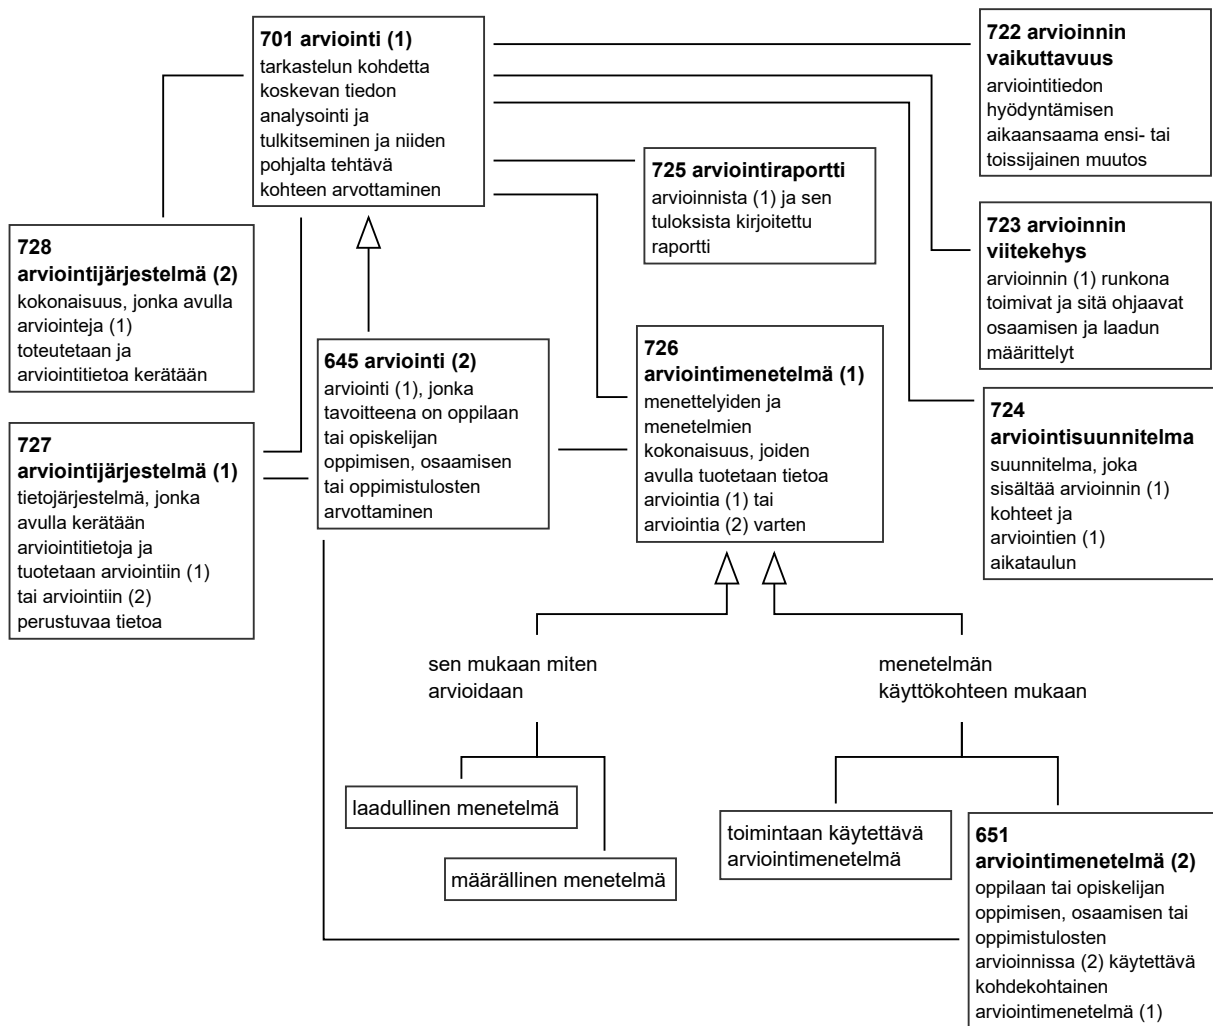 701 arviointi (1)
tarkastelun kohdetta
koskevan tiedon
analysointi ja
tulkitseminen ja niiden
pohjalta tehtävä
kohteen arvottaminen
722 arvioinnin
vaikuttavuus
arviointitiedon
hyödyntämisen
aikaansaama ensi- tai
toissijainen muutos
725 arviointiraportti
arvioinnista (1) ja sen
tuloksista kirjoitettu
raportti
723 arvioinnin
viitekehys
arvioinnin (1) runkona
toimivat ja sitä ohjaavat
osaamisen ja laadun
määrittelyt
728
arviointijärjestelmä (2)
kokonaisuus, jonka avulla
arviointeja (1)
toteutetaan ja
arviointitietoa kerätään
645 arviointi (2)
arviointi (1), jonka
tavoitteena on oppilaan
tai opiskelijan
oppimisen, osaamisen
tai oppimistulosten
arvottaminen
726
arviointimenetelmä (1)
menettelyiden ja
menetelmien
kokonaisuus, joiden
avulla tuotetaan tietoa
arviointia (1) tai
arviointia (2) varten
724
arviointisuunnitelma
suunnitelma, joka
sisältää arvioinnin (1)
kohteet ja
arviointien (1)
aikataulun
727
arviointijärjestelmä (1)
tietojärjestelmä, jonka
avulla kerätään
arviointitietoja ja
tuotetaan arviointiin (1)
tai arviointiin (2)
perustuvaa tietoa
sen mukaan miten
arvioidaan
menetelmän
käyttökohteen mukaan
laadullinen menetelmä
määrällinen menetelmä
toimintaan käytettävä
arviointimenetelmä
651
arviointimenetelmä (2)
oppilaan tai opiskelijan
oppimisen, osaamisen tai
oppimistulosten
arvioinnissa (2) käytettävä
kohdekohtainen
arviointimenetelmä (1)